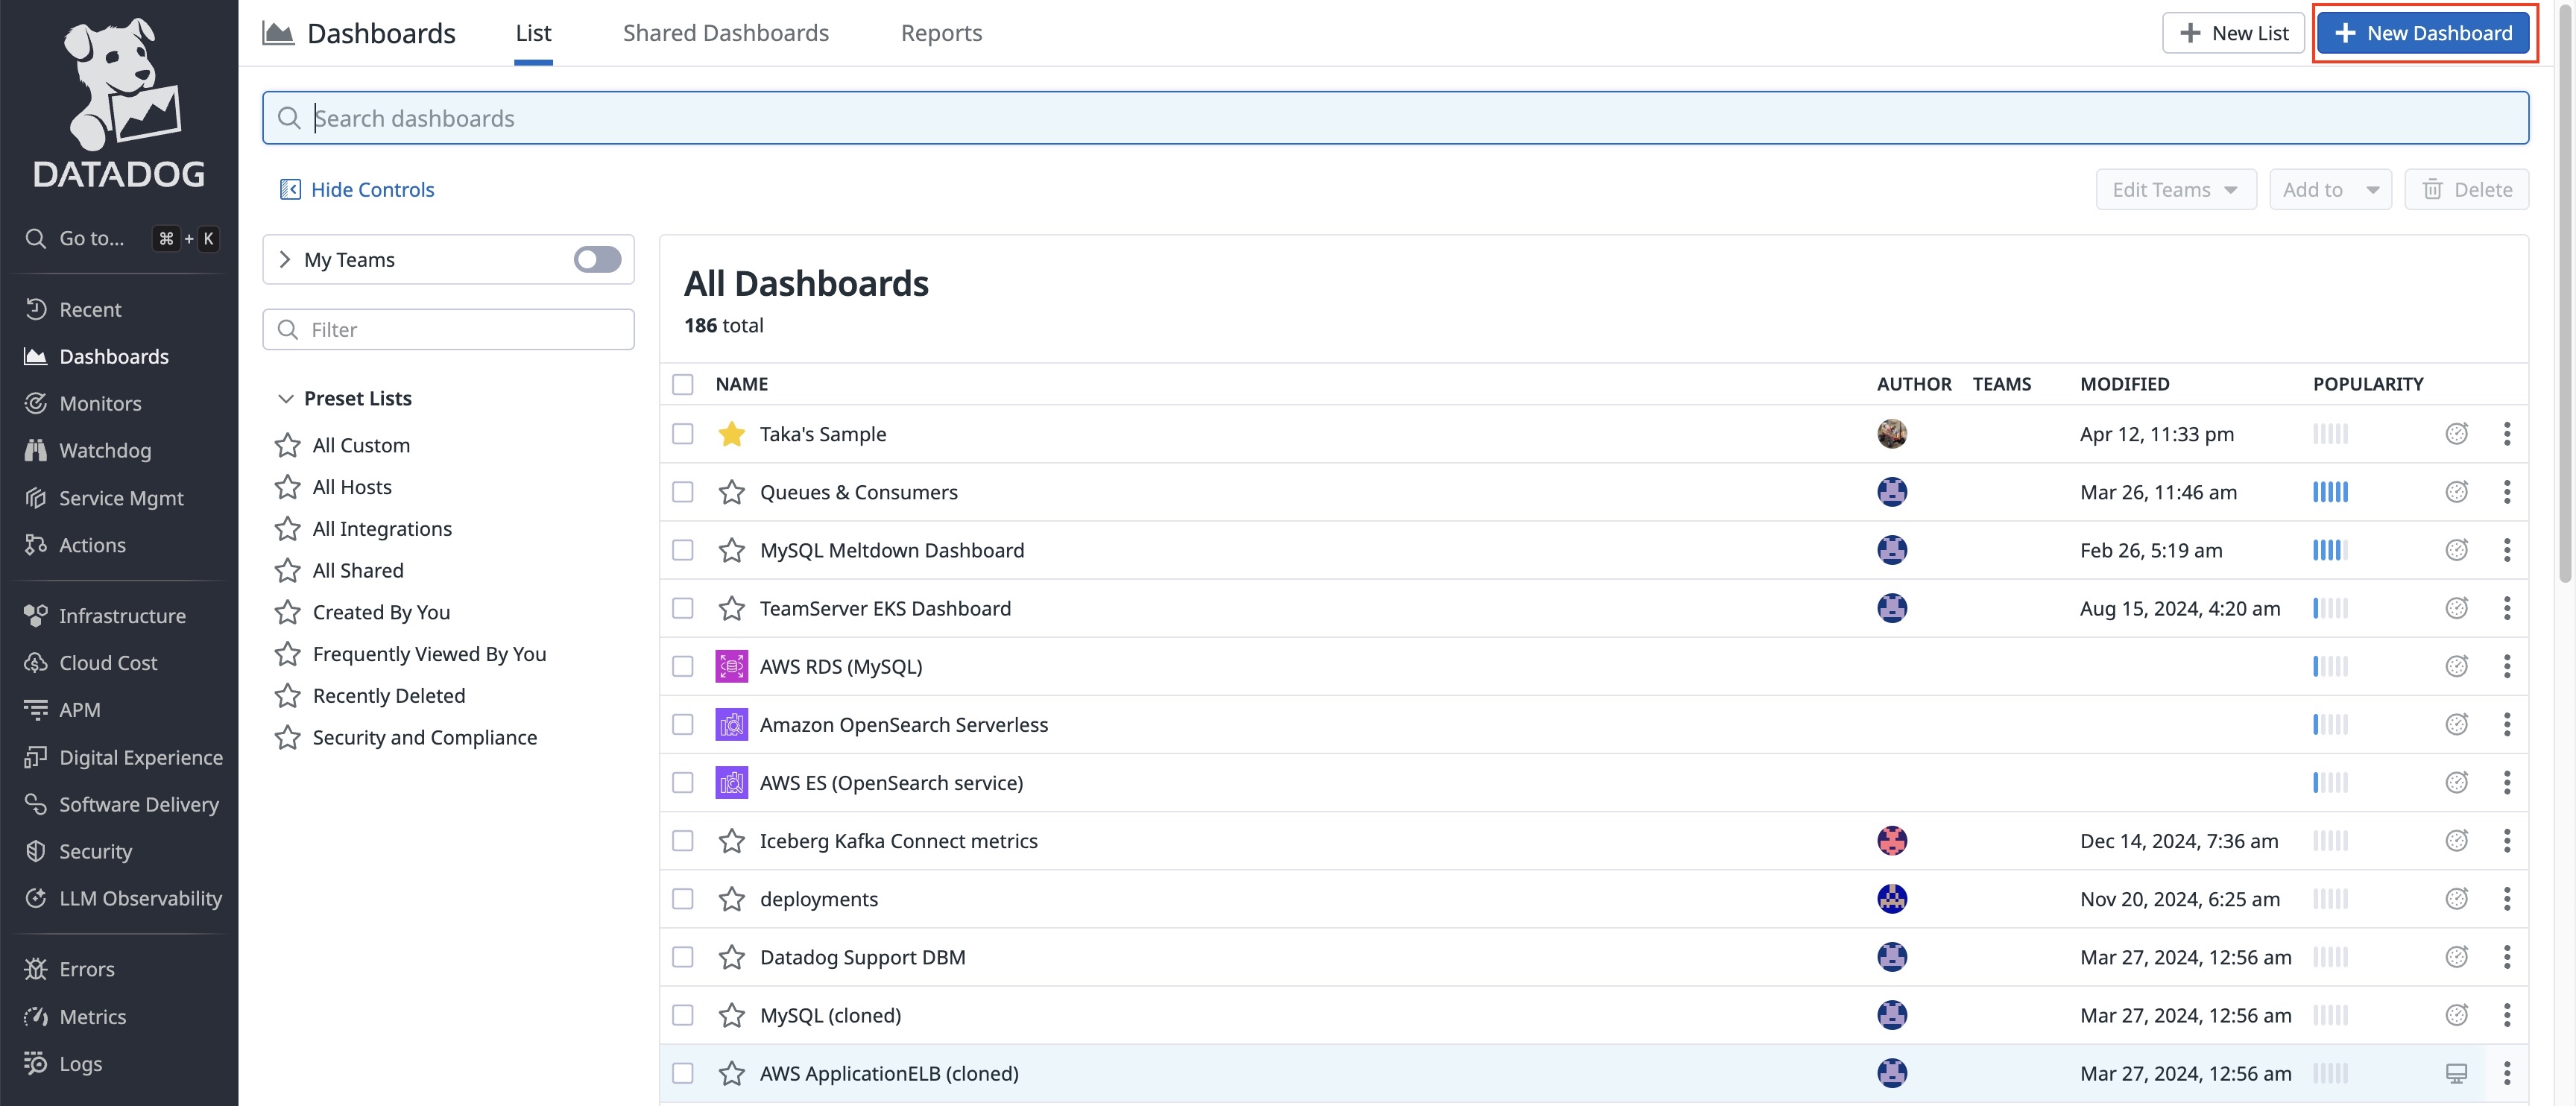 DATADOG
Go to... ⌘ + K
Recent
Dashboards
Monitors
Watchdog
Service Mgmt
Actions
Infrastructure
Cloud Cost
APM
Digital Experience
Software Delivery
Security
LLM Observability
Errors
Metrics
Logs
Dashboards List Shared Dashboards Reports + New List + New Dashboard
Search dashboards
Hide Controls Edit Teams Add to Delete
My Teams
Filter
Preset Lists
All Custom
All Hosts
All Integrations
All Shared
Created By You
Frequently Viewed By You
Recently Deleted
Security and Compliance
All Dashboards
186 total
NAME AUTHOR TEAMS MODIFIED POPULARITY
Taka's Sample Apr 12, 11:33 pm
Queues & Consumers Mar 26, 11:46 am
MySQL Meltdown Dashboard Feb 26, 5:19 am
TeamServer EKS Dashboard Aug 15, 2024, 4:20 am
AWS RDS (MySQL)
Amazon OpenSearch Serverless
AWS ES (OpenSearch service)
Iceberg Kafka Connect metrics Dec 14, 2024, 7:36 am
deployments Nov 20, 2024, 6:25 am
Datadog Support DBM Mar 27, 2024, 12:56 am
MySQL (cloned) Mar 27, 2024, 12:56 am
AWS ApplicationELB (cloned) Mar 27, 2024, 12:56 am